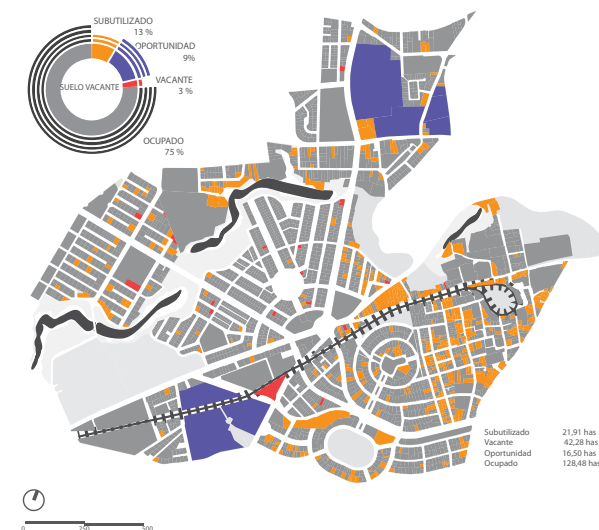 SUBUTILIZADO
13 %
OPORTUNIDAD
9%
VACANTE
3 %
SUELO VACANTE
OCUPADO
75 %
Subutilizado 21,91 has
Vacante 42,28 has
Oportunidad 16,50 has
Ocupado 128,48 has
0 250 500